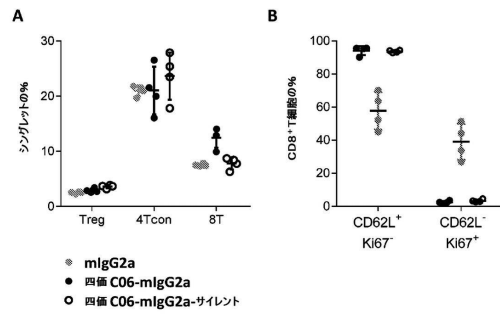 A
シングレットの%
30
20
10
0
Treg 4Tcon 8T
mIgG2a
四価 C06-mIgG2a
四価 C06-mIgG2a-サイレント
B
CD8⁺T細胞の%
100
80
60
40
20
0
CD62L⁺ CD62L⁻
Ki67⁻ Ki67⁺